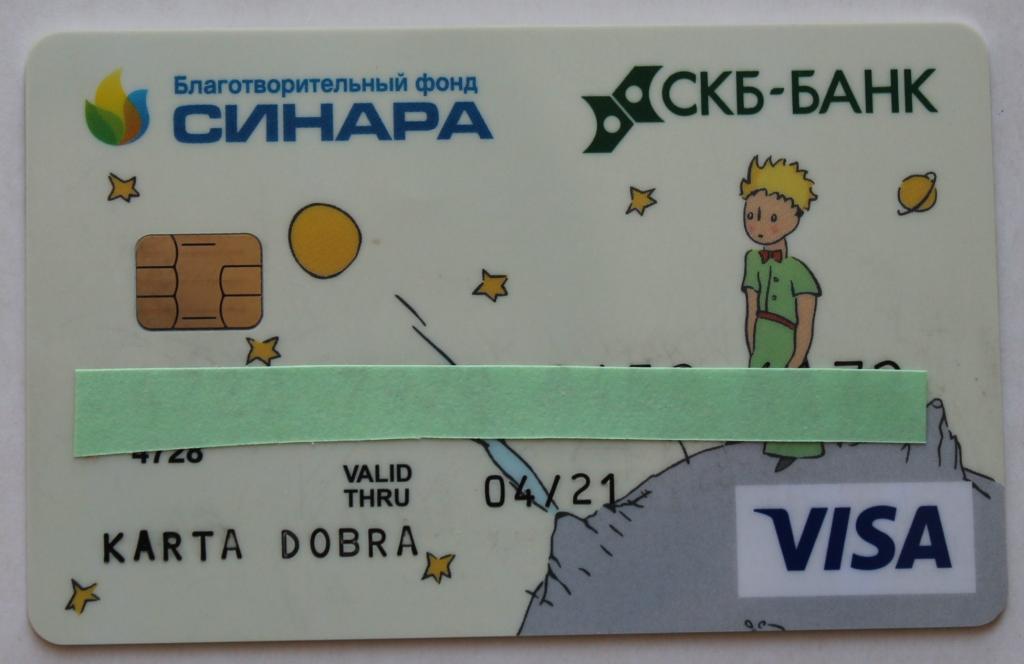 Благотворительный фонд
СИНАРА
СКБ-БАНК
4728
VALID
THRU
04/21
KARTA DOBRA
VISA